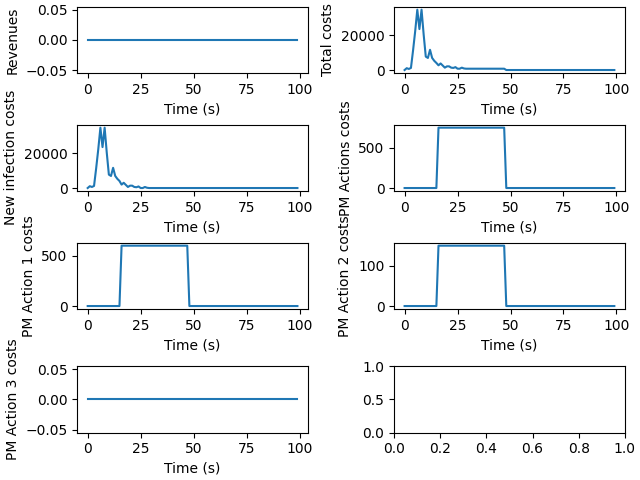 Revenues
0.05
0.00
−0.05
0 25 50 75 100
Time (s)
Total costs
20000
0
0 25 50 75 100
Time (s)
New infection costs
20000
0
0 25 50 75 100
Time (s)
PM Actions costs
500
0
0 25 50 75 100
Time (s)
PM Action 1 costs
500
0
0 25 50 75 100
Time (s)
PM Action 2 costs
100
0
0 25 50 75 100
Time (s)
PM Action 3 costs
0.05
0.00
−0.05
0 25 50 75 100
Time (s)
1.0
0.5
0.0
0.0 0.2 0.4 0.6 0.8 1.0